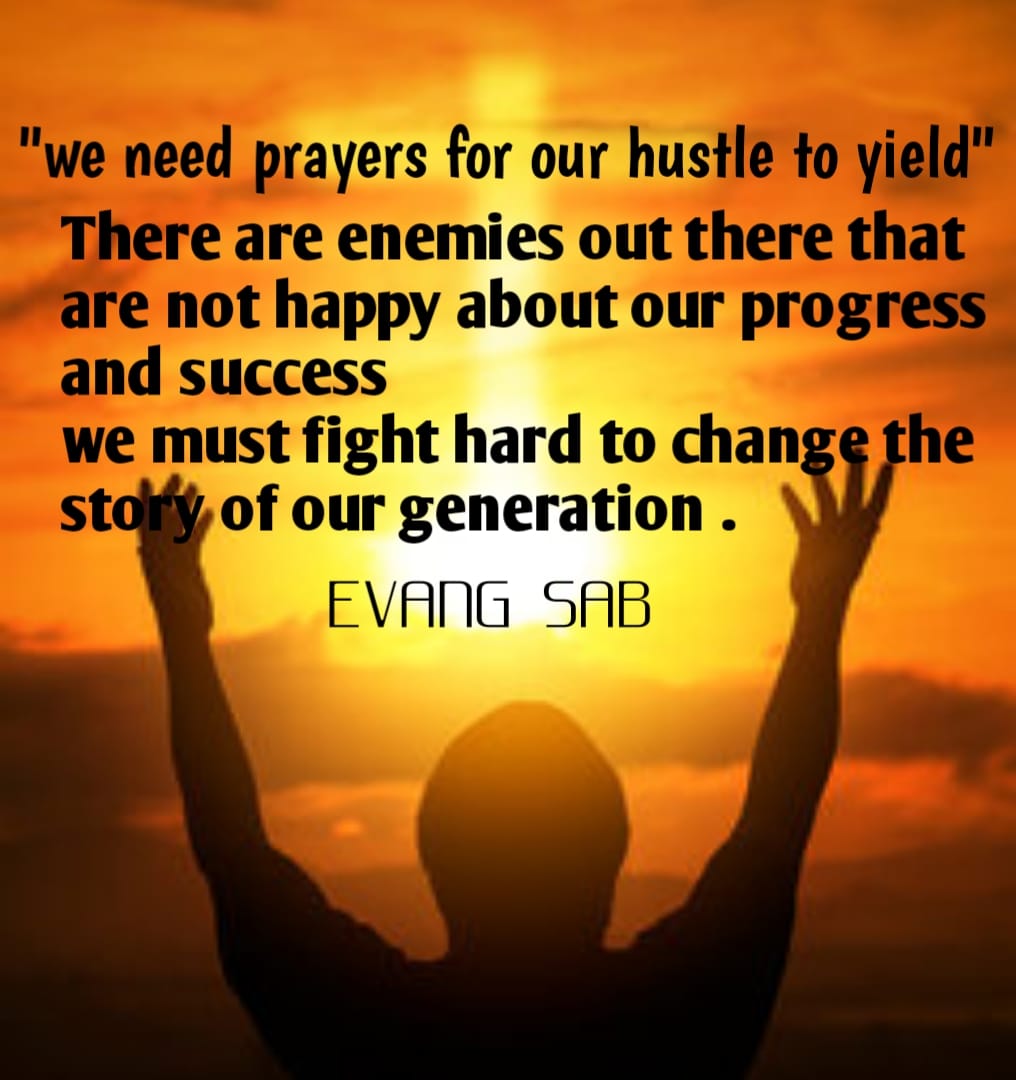 "we need prayers for our hustle to yield"
There are enemies out there that
are not happy about our progress
and success
we must fight hard to change the
story of our generation .
EVANG SAB